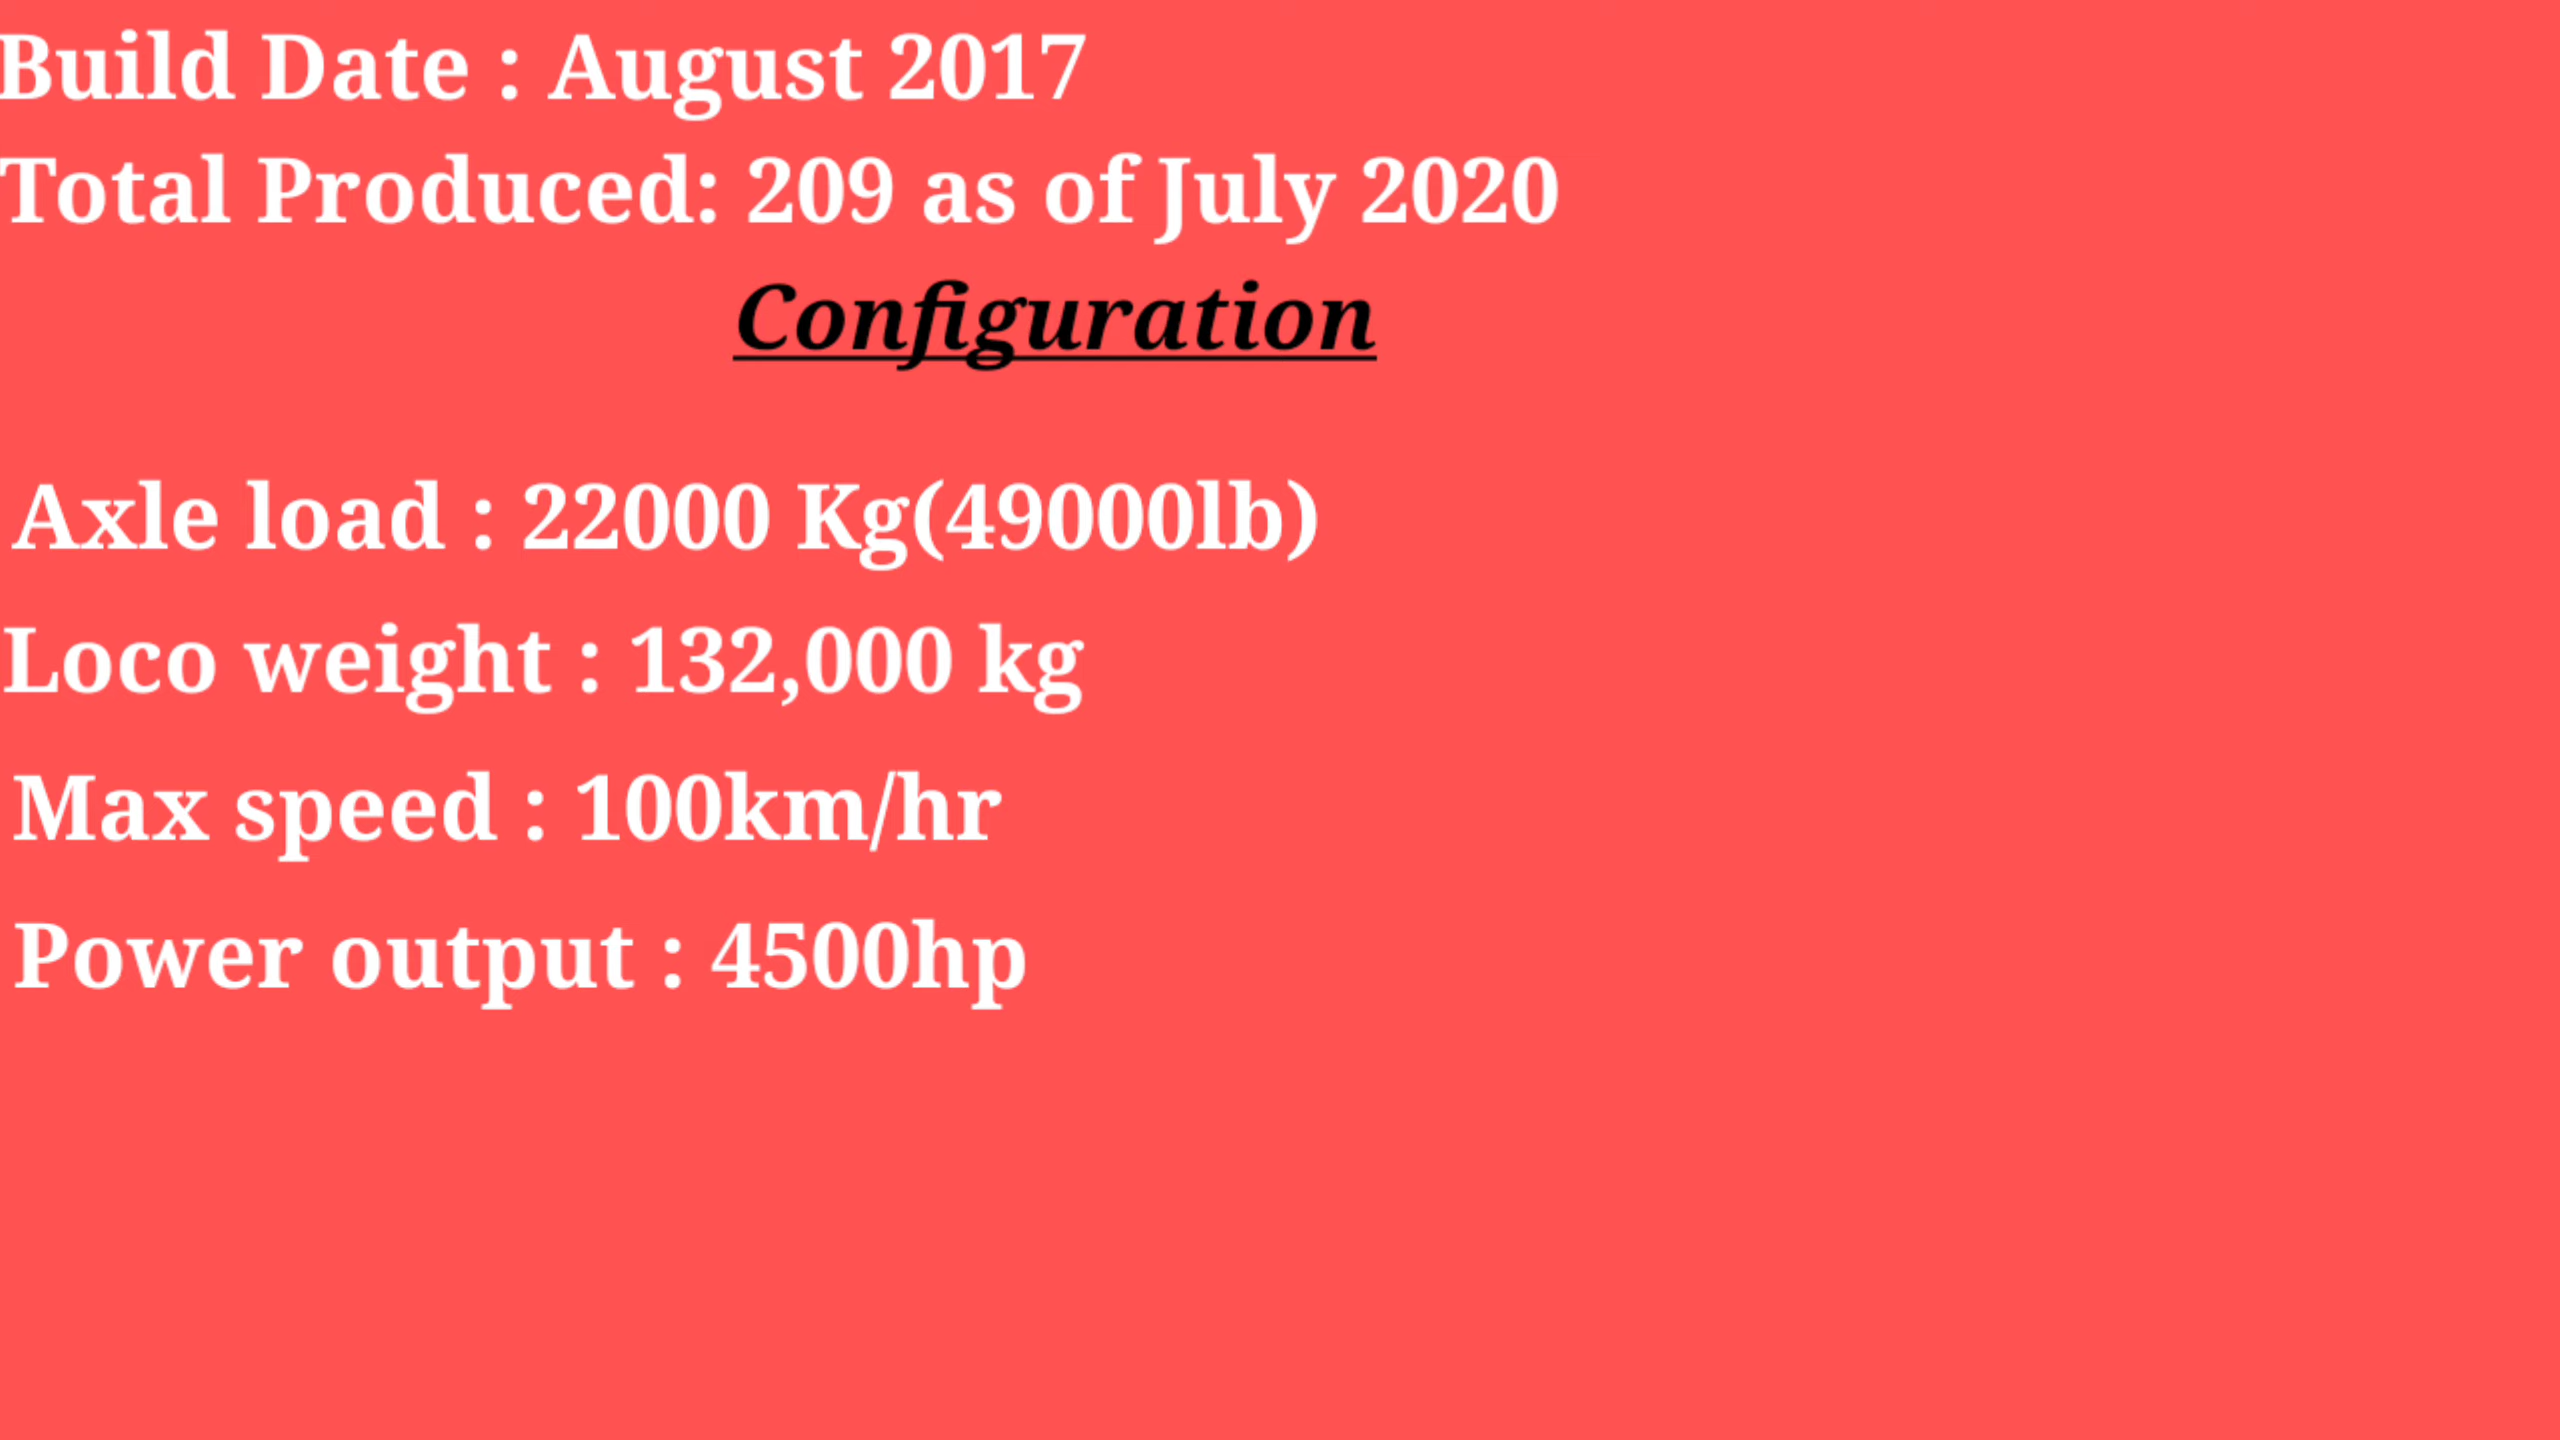 Build Date : August 2017
Total Produced: 209 as of July 2020
Configuration
Axle load : 22000 Kg(49000lb)
Loco weight : 132,000 kg
Max speed : 100km/hr
Power output : 4500hp